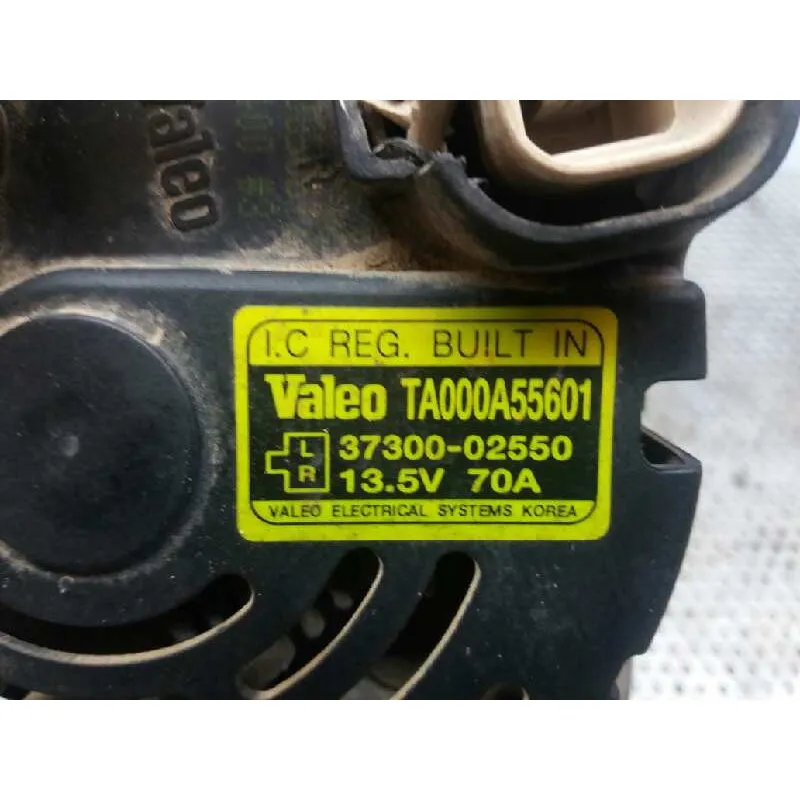 Valeo
I.C REG. BUILT IN
Valeo TA000A55601
L
R
37300-02550
13.5V 70A
VALEO ELECTRICAL SYSTEMS KOREA